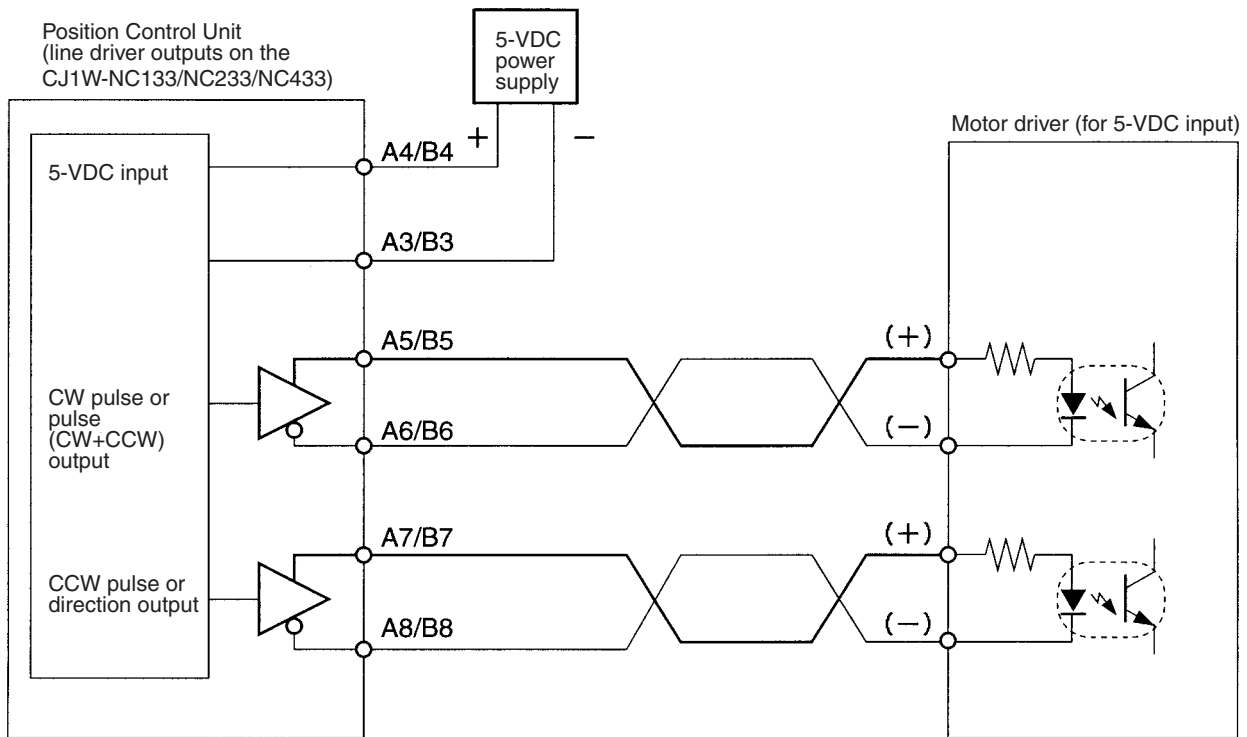 Position Control Unit
(line driver outputs on the
CJ1W-NC133/NC233/NC433)
5-VDC
power
supply
+
−
Motor driver (for 5-VDC input)
5-VDC input
A4/B4
A3/B3
A5/B5
(+)
CW pulse or
pulse
(CW+CCW)
output
A6/B6
(−)
A7/B7
(+)
CCW pulse or
direction output
A8/B8
(−)